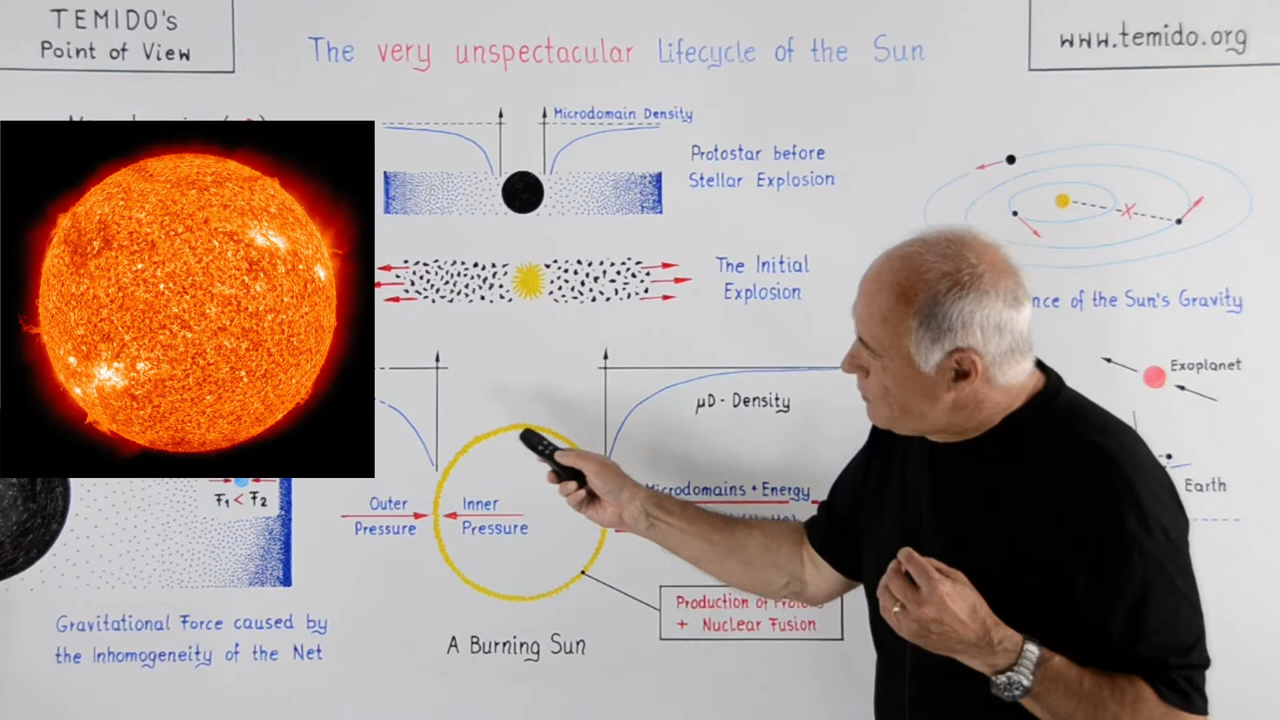 TEMIDO's
Point of View
The very unspectacular Lifecycle of the Sun
www.temido.org
Microdomain Density
Protostar before
Stellar Explosion
The Initial
Explosion
of the Sun's Gravity
Exoplanet
µD - Density
Earth
F₁ < F₂
Outer
Pressure
Inner
Pressure
Microdomains + Energy
Production of
+ Nuclear Fusion
Gravitational Force caused by
the Inhomogeneity of the Net
A Burning Sun